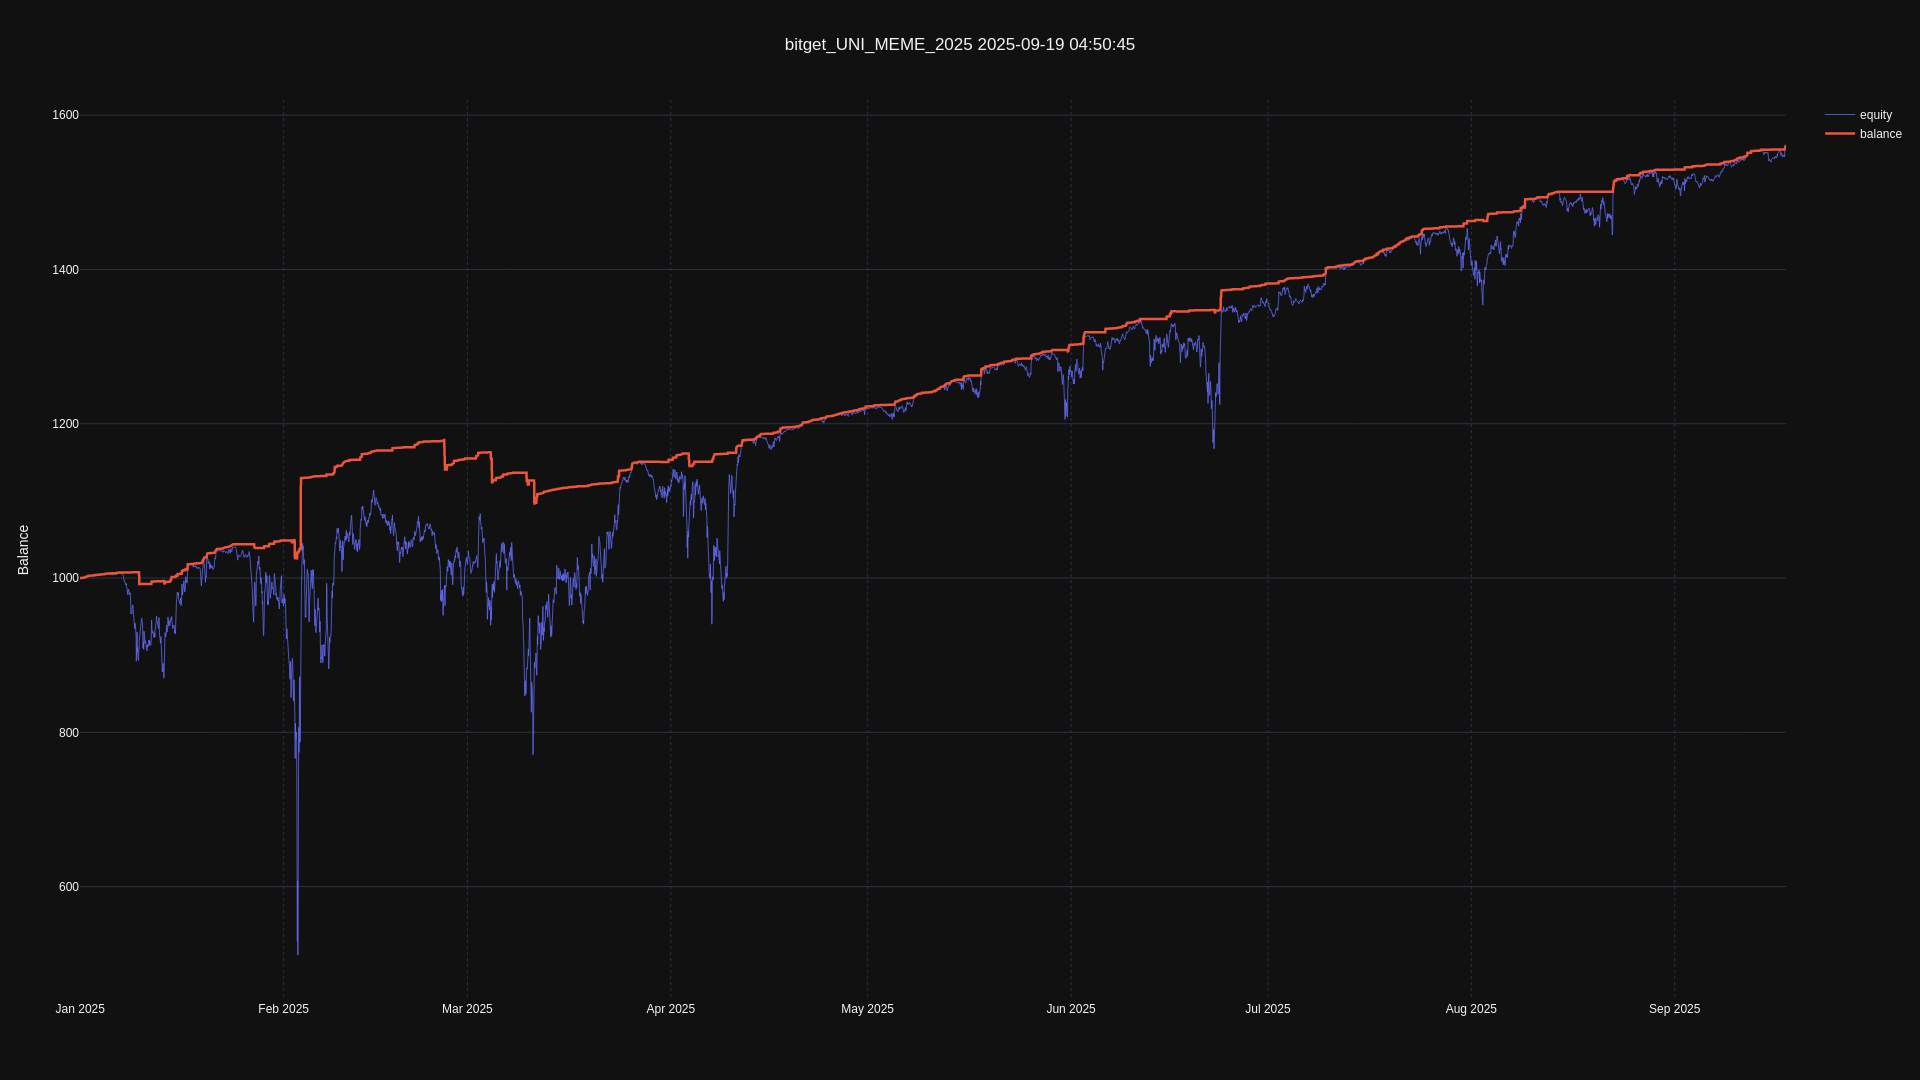 bitget_UNI_MEME_2025 2025-09-19 04:50:45
equity
balance
Balance
1600
1400
1200
1000
800
600
Jan 2025
Feb 2025
Mar 2025
Apr 2025
May 2025
Jun 2025
Jul 2025
Aug 2025
Sep 2025